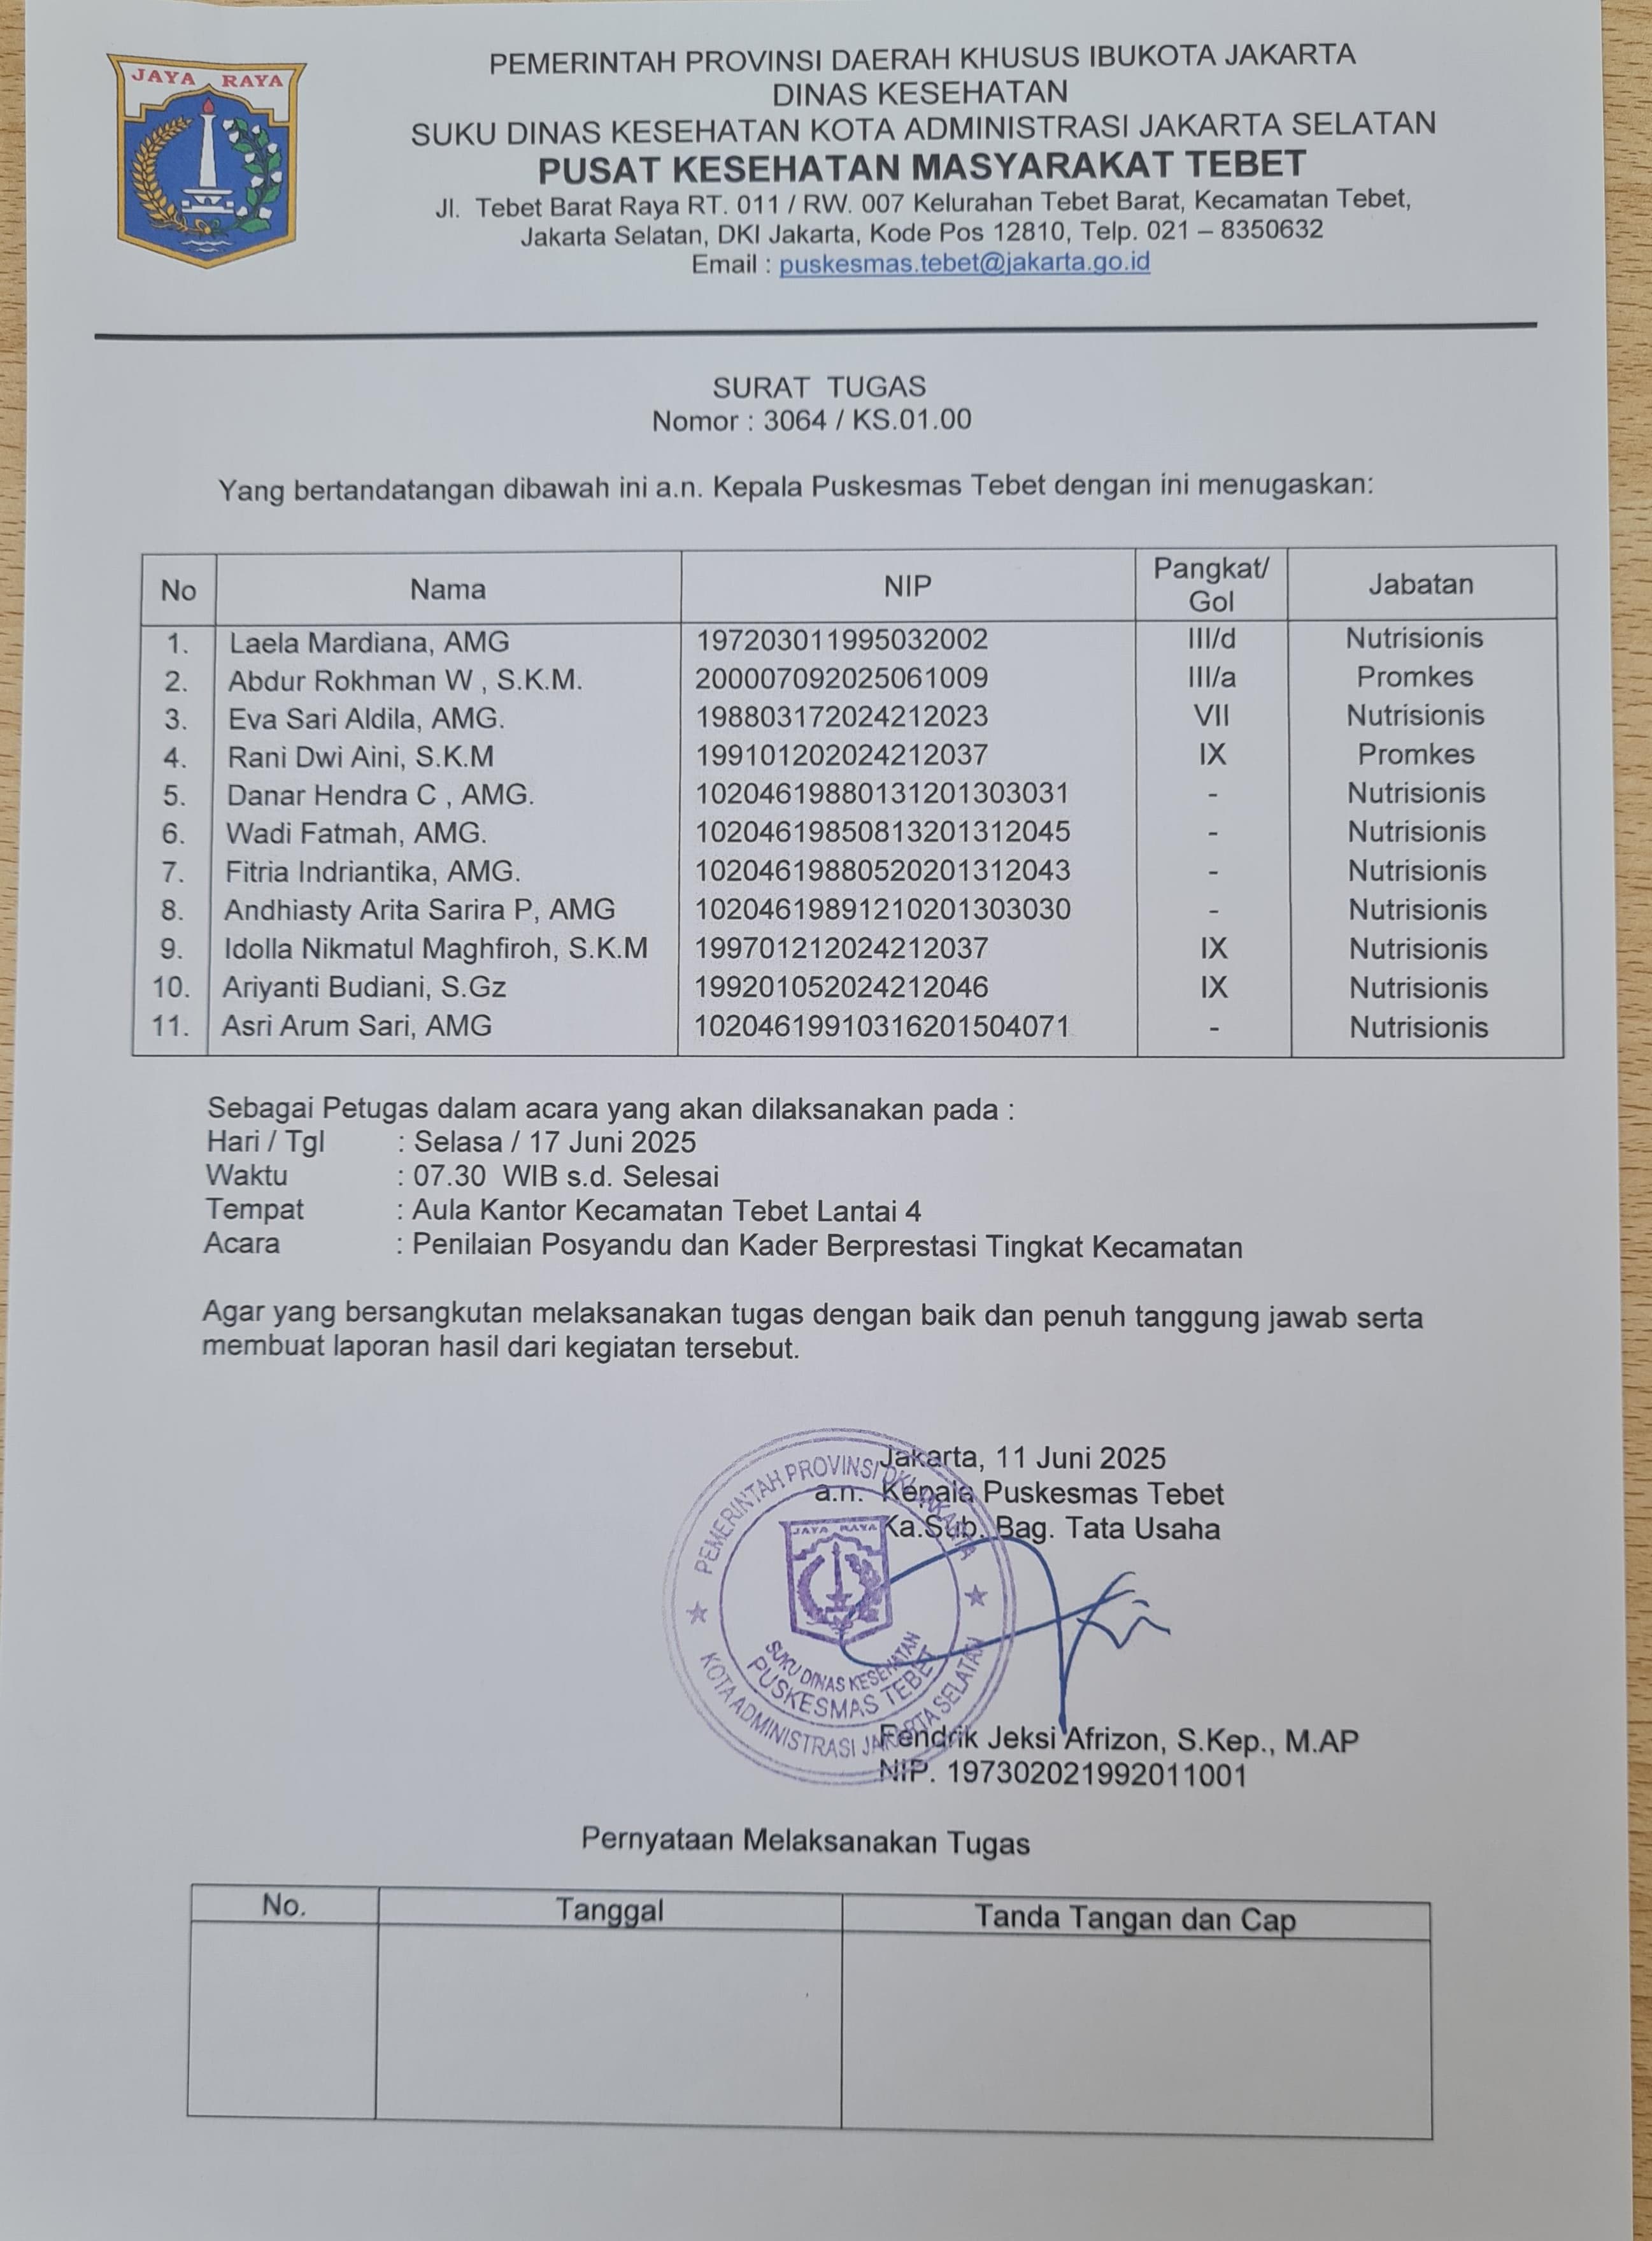 JAYA RAYA
PEMERINTAH PROVINSI DAERAH KHUSUS IBUKOTA JAKARTA
DINAS KESEHATAN
SUKU DINAS KESEHATAN KOTA ADMINISTRASI JAKARTA SELATAN
PUSAT KESEHATAN MASYARAKAT TEBET
Jl. Tebet Barat Raya RT. 011 / RW. 007 Kelurahan Tebet Barat, Kecamatan Tebet,
Jakarta Selatan, DKI Jakarta, Kode Pos 12810, Telp. 021 – 8350632
Email : puskesmas.tebet@jakarta.go.id
SURAT TUGAS
Nomor : 3064 / KS.01.00
Yang bertandatangan dibawah ini a.n. Kepala Puskesmas Tebet dengan ini menugaskan:
No Nama NIP Pangkat/ Gol Jabatan
1. Laela Mardiana, AMG 197203011995032002 III/d Nutrisionis
2. Abdur Rokhman W , S.K.M. 200007092025061009 III/a Promkes
3. Eva Sari Aldila, AMG. 198803172024212023 VII Nutrisionis
4. Rani Dwi Aini, S.K.M 199101202024212037 IX Promkes
5. Danar Hendra C , AMG. 10204619880131201303031 - Nutrisionis
6. Wadi Fatmah, AMG. 10204619850813201312045 - Nutrisionis
7. Fitria Indriantika, AMG. 10204619880520201312043 - Nutrisionis
8. Andhiasty Arita Sarira P, AMG 10204619891210201303030 - Nutrisionis
9. Idolla Nikmatul Maghfiroh, S.K.M 199701212024212037 IX Nutrisionis
10. Ariyanti Budiani, S.Gz 199201052024212046 IX Nutrisionis
11. Asri Arum Sari, AMG 10204619910316201504071 - Nutrisionis
Sebagai Petugas dalam acara yang akan dilaksanakan pada :
Hari / Tgl : Selasa / 17 Juni 2025
Waktu : 07.30 WIB s.d. Selesai
Tempat : Aula Kantor Kecamatan Tebet Lantai 4
Acara : Penilaian Posyandu dan Kader Berprestasi Tingkat Kecamatan
Agar yang bersangkutan melaksanakan tugas dengan baik dan penuh tanggung jawab serta
membuat laporan hasil dari kegiatan tersebut.
Jakarta, 11 Juni 2025
a.n. Kepala Puskesmas Tebet
Ka.Sub. Bag. Tata Usaha
PEMERINTAH PROVINSI DKI JAKARTA
JAYA RAYA
SUKU DINAS KESEHATAN
PUSKESMAS TEBET
KOTA ADMINISTRASI JAKARTA SELATAN
Fendrik Jeksi Afrizon, S.Kep., M.AP
NIP. 197302021992011001
Pernyataan Melaksanakan Tugas
No. Tanggal Tanda Tangan dan Cap